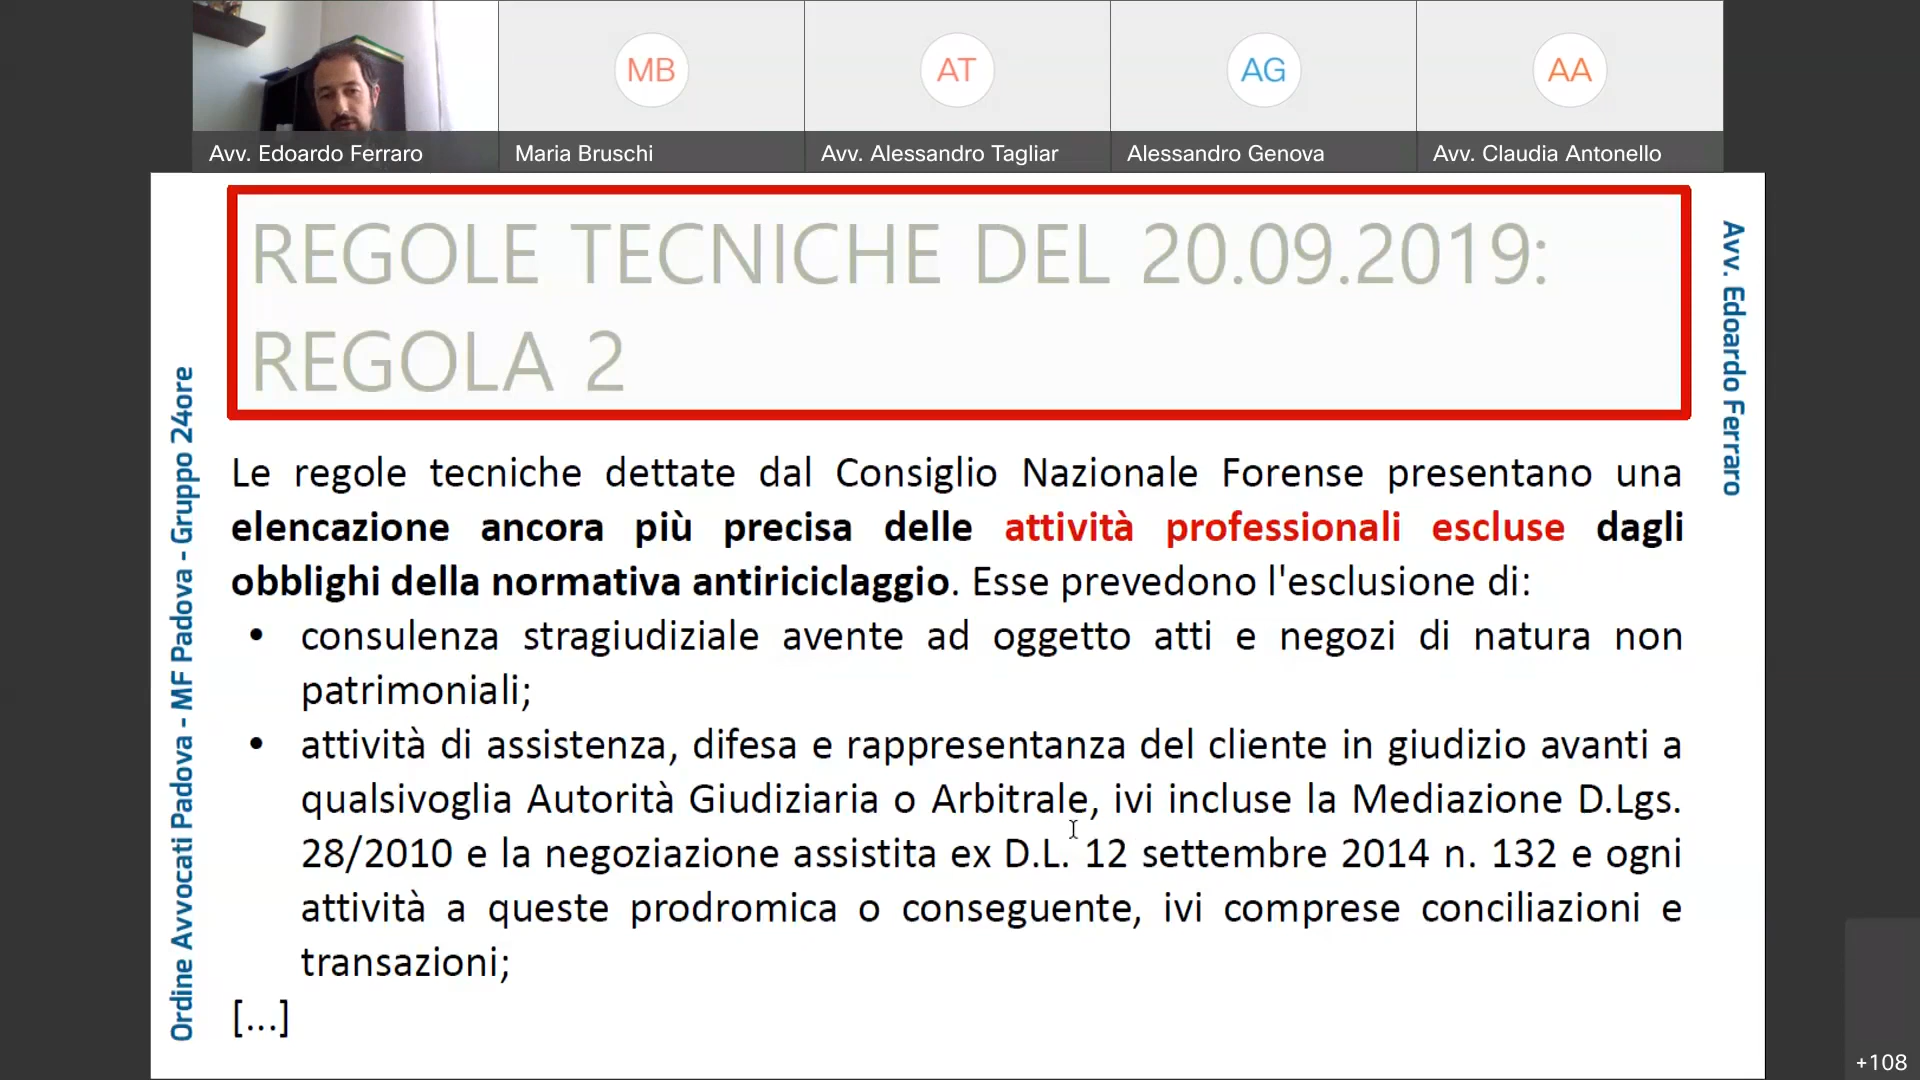 MB
AT
AG
AA
Avv. Edoardo Ferraro
Maria Bruschi
Avv. Alessandro Tagliar
Alessandro Genova
Avv. Claudia Antonello
REGOLE TECNICHE DEL 20.09.2019:
REGOLA 2
Avv. Edoardo Ferraro
Ordine Avvocati Padova - MF Padova - Gruppo 24ore
Le regole tecniche dettate dal Consiglio Nazionale Forense presentano una
elencazione ancora più precisa delle attività professionali escluse dagli
obblighi della normativa antiriciclaggio. Esse prevedono l'esclusione di:
• consulenza stragiudiziale avente ad oggetto atti e negozi di natura non
patrimoniali;
• attività di assistenza, difesa e rappresentanza del cliente in giudizio avanti a
qualsivoglia Autorità Giudiziaria o Arbitrale, ivi incluse la Mediazione D.Lgs.
28/2010 e la negoziazione assistita ex D.L. 12 settembre 2014 n. 132 e ogni
attività a queste prodromica o conseguente, ivi comprese conciliazioni e
transazioni;
[...]
+108